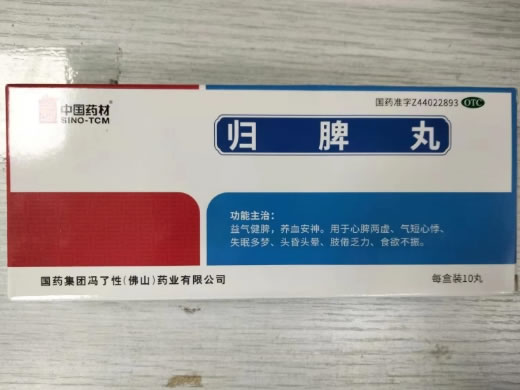 中国药材
SINO-TCM
国药准字Z44022893 OTC
归脾丸
功能主治：
益气健脾，养血安神。用于心脾两虚、气短心悸、
失眠多梦、头昏头晕、肢倦乏力、食欲不振。
国药集团冯了性(佛山)药业有限公司
每盒装10丸